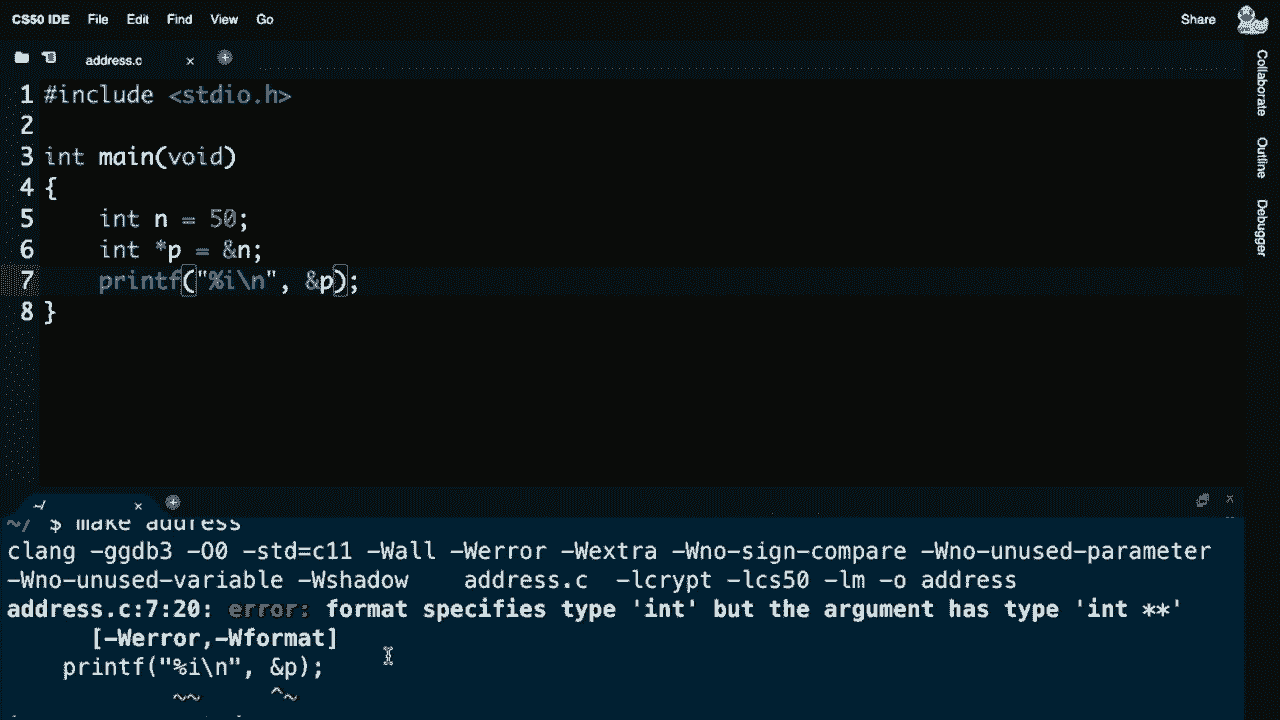 CS50 IDE File Edit Find View Go Share
address.c
Collaborate
Outline
Debugger
1 #include <stdio.h>
2
3 int main(void)
4 {
5     int n = 50;
6     int *p = &n;
7     printf("%i\n", &p);
8 }
~/
~/ $ make address
clang -ggdb3 -O0 -std=c11 -Wall -Werror -Wextra -Wno-sign-compare -Wno-unused-parameter
-Wno-unused-variable -Wshadow    address.c  -lcrypt -lcs50 -lm -o address
address.c:7:20: error: format specifies type 'int' but the argument has type 'int **'
      [-Werror,-Wformat]
    printf("%i\n", &p);
            ~~     ^~